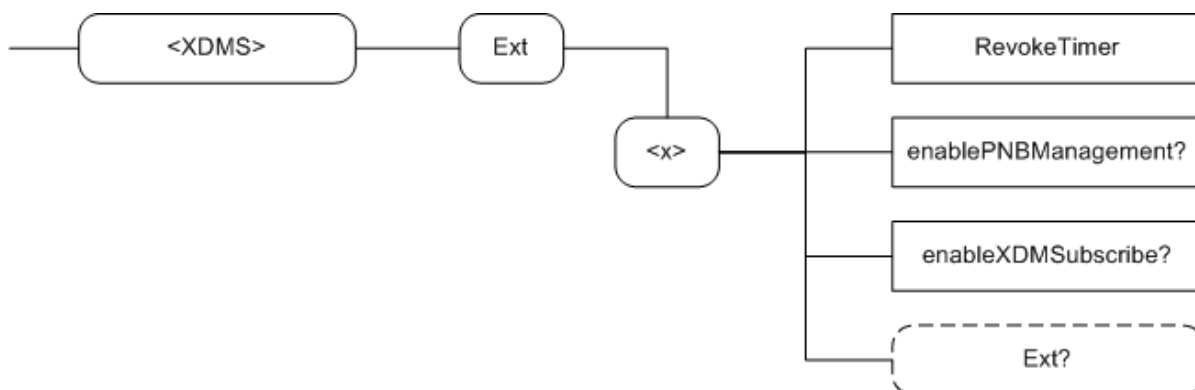 <XDMS>
Ext
RevokeTimer
<x>
enablePNBManagement?
enableXDMSubscribe?
Ext?